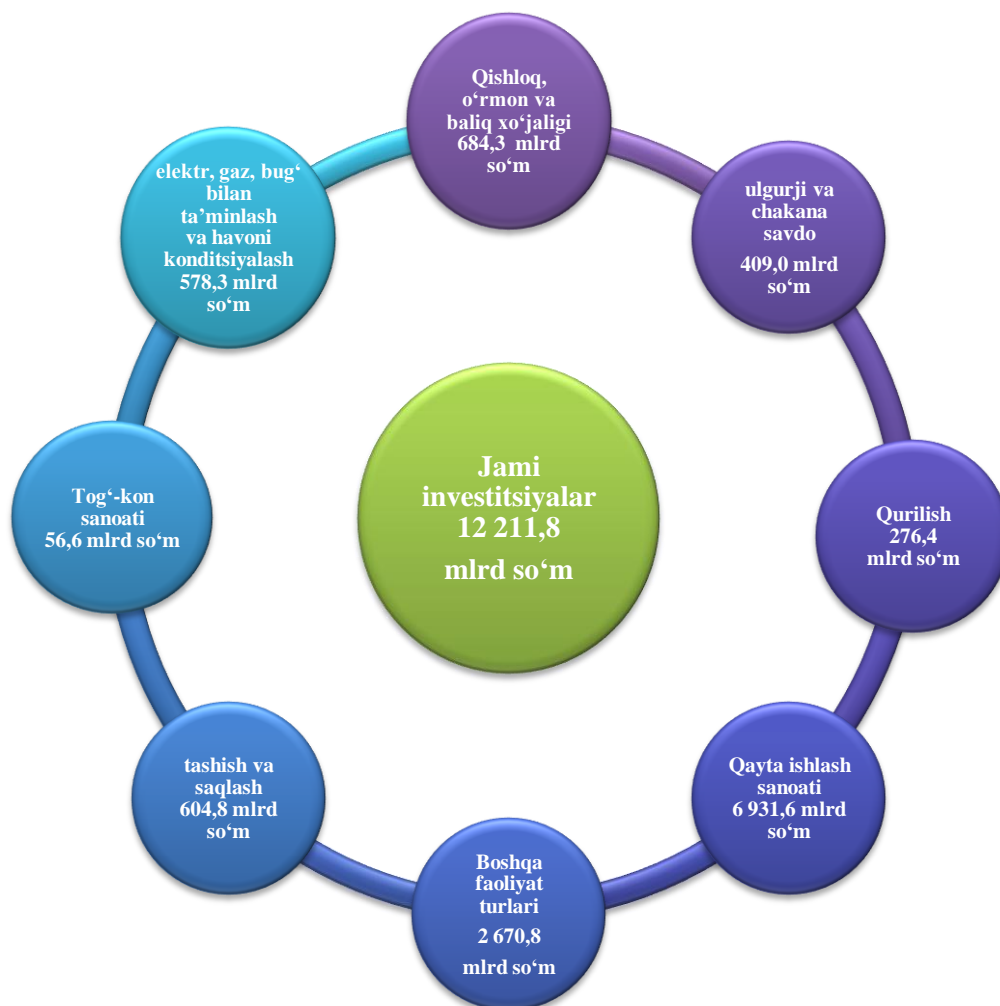 Qishloq,
o‘rmon va
baliq xo‘jaligi
684,3 mlrd
so‘m
ulgurji va
chakana
savdo
409,0 mlrd
so‘m
Qurilish
276,4
mlrd so‘m
Qayta ishlash
sanoati
6 931,6 mlrd
so‘m
Boshqa
faoliyat
turlari
2 670,8
mlrd so‘m
tashish va
saqlash
604,8 mlrd
so‘m
Tog‘-kon
sanoati
56,6 mlrd so‘m
elektr, gaz, bug‘
bilan
ta’minlash
va havoni
konditsiyalash
578,3 mlrd
so‘m
Jami
investitsiyalar
12 211,8
mlrd so‘m